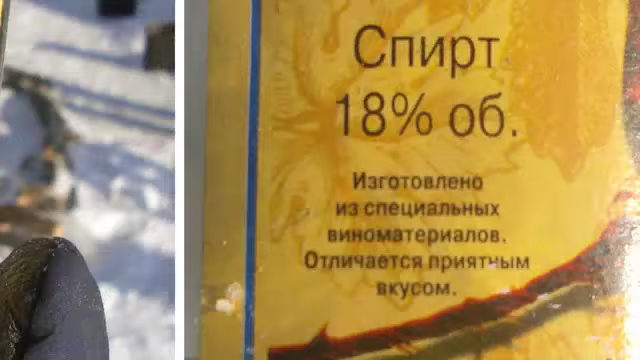 Спирт
18% об.
Изготовлено
из специальных
виноматериалов.
Отличается приятным
вкусом.